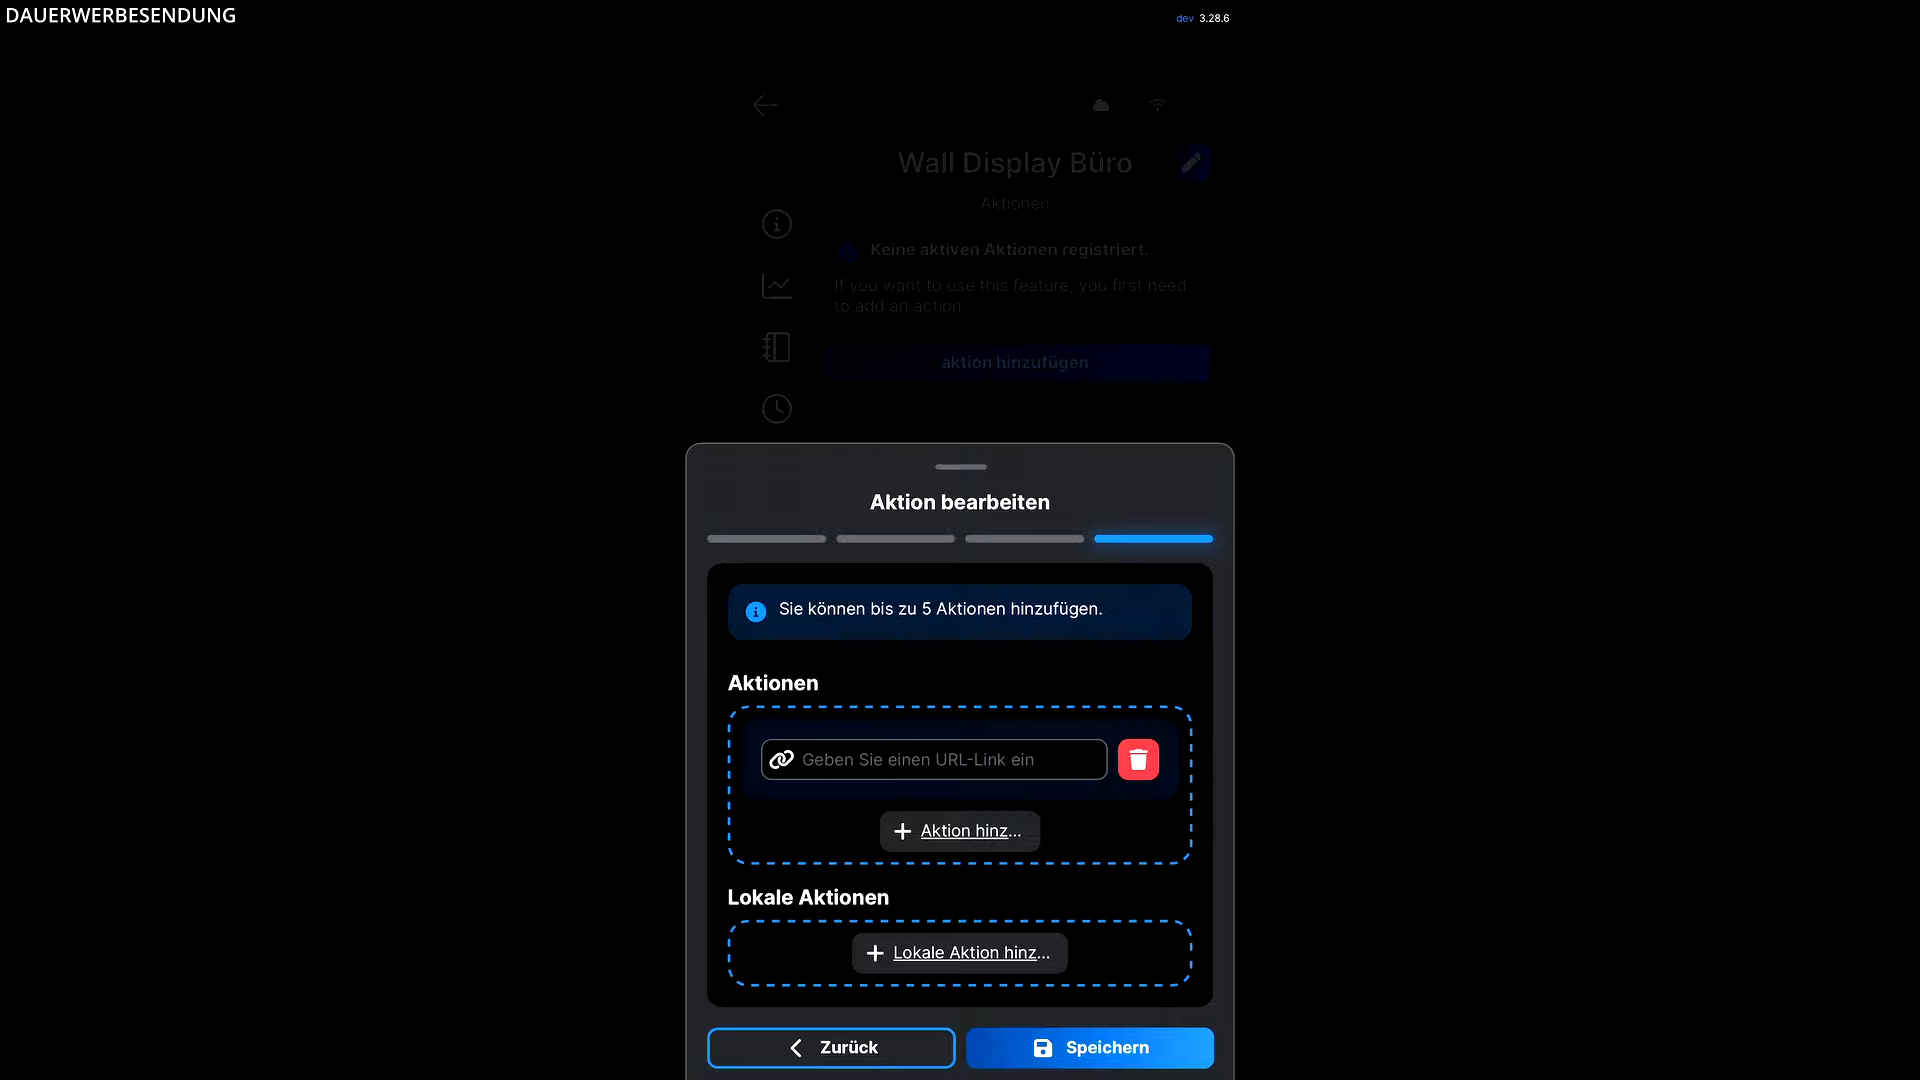 DAUERWERBESENDUNG
dev 3.28.6
Wall Display Büro
Aktionen
Keine aktiven Aktionen registriert.
If you want to use this feature, you first need
to add an action.
aktion hinzufügen
Aktion bearbeiten
Sie können bis zu 5 Aktionen hinzufügen.
Aktionen
Geben Sie einen URL-Link ein
Aktion hinz...
Lokale Aktionen
Lokale Aktion hinz...
Zurück
Speichern